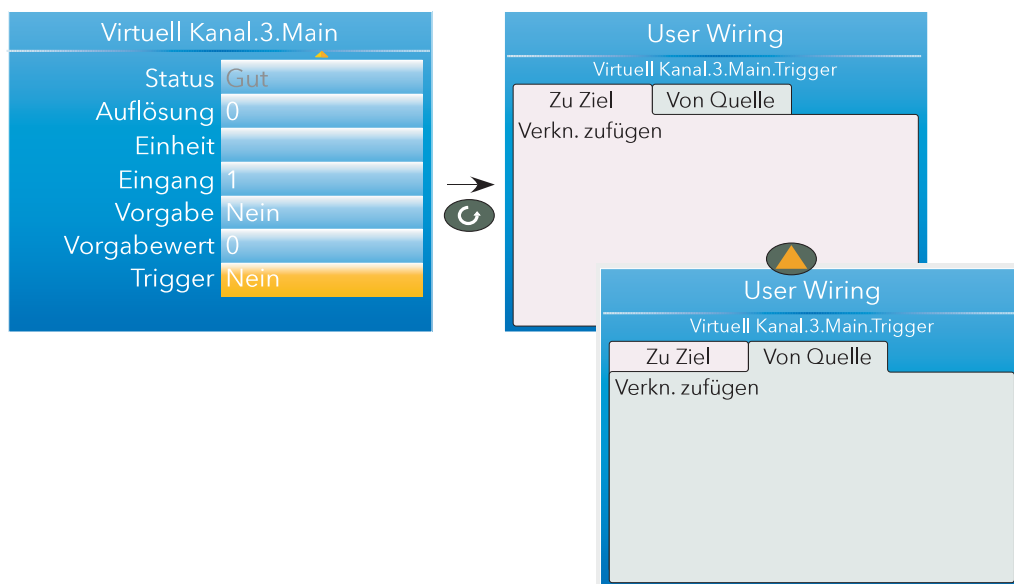 Virtuell Kanal.3.Main
Status Gut
Auflösung 0
Einheit
Eingang 1
Vorgabe Nein
Vorgabewert 0
Trigger Nein
User Wiring
Virtuell Kanal.3.Main.Trigger
Zu Ziel Von Quelle
Verkn. zufügen
User Wiring
Virtuell Kanal.3.Main.Trigger
Zu Ziel Von Quelle
Verkn. zufügen